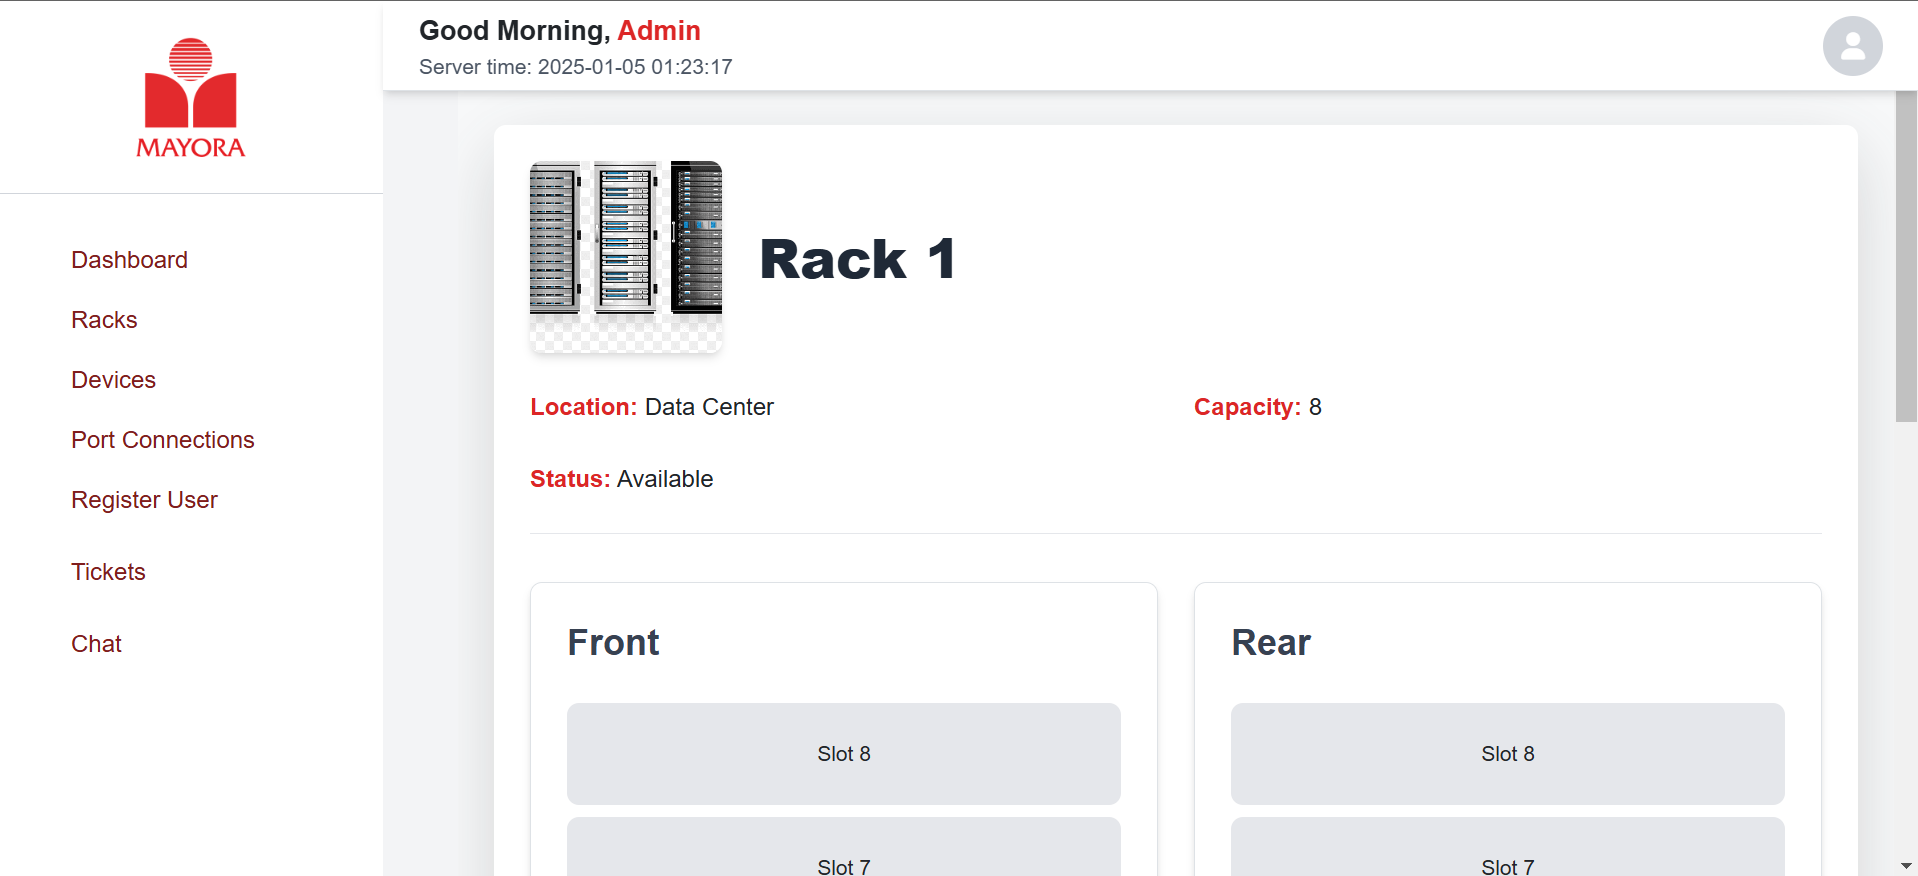 MAYORA
Good Morning, Admin
Server time: 2025-01-05 01:23:17
Dashboard
Racks
Devices
Port Connections
Register User
Tickets
Chat
Rack 1
Location: Data Center
Capacity: 8
Status: Available
Front
Slot 8
Slot 7
Rear
Slot 8
Slot 7